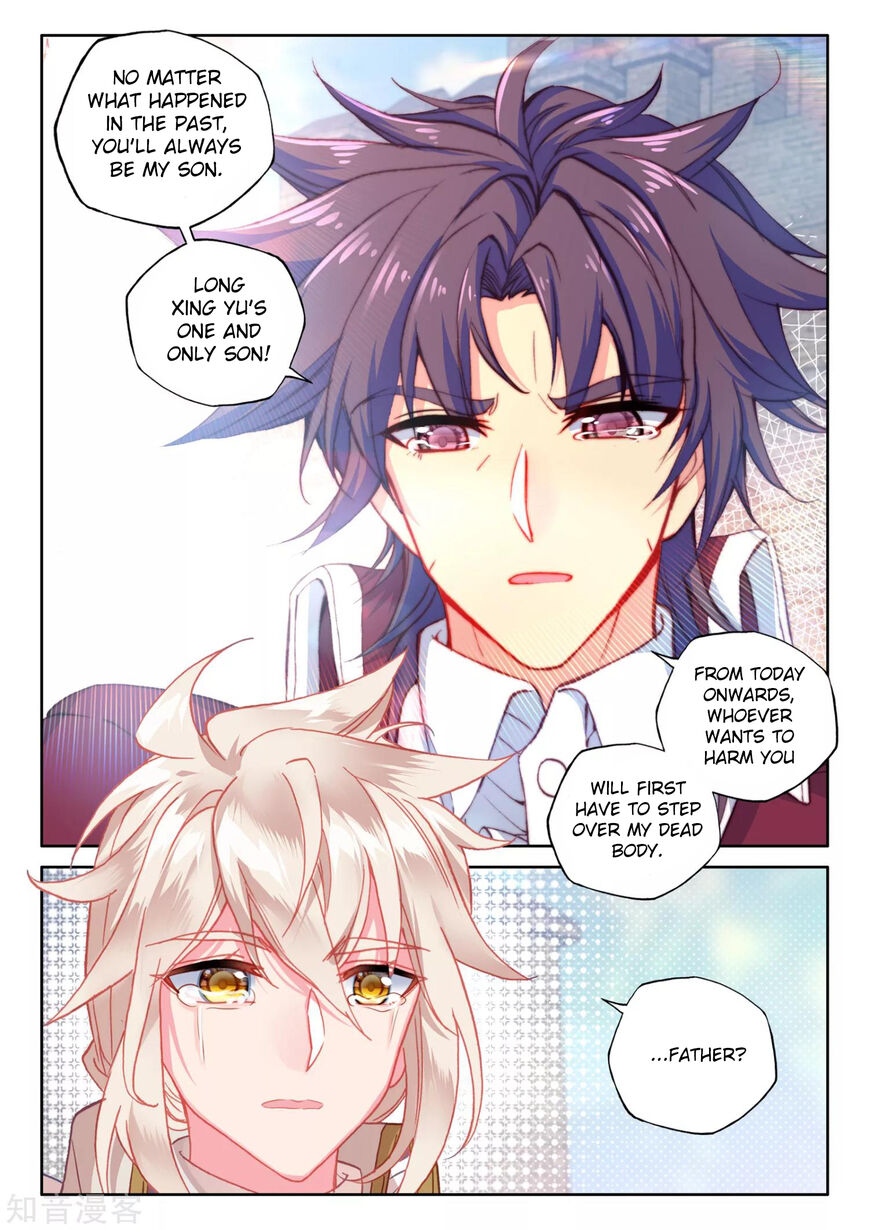 NO MATTER
WHAT HAPPENED
IN THE PAST,
YOU'LL ALWAYS
BE MY SON.
LONG
XING YU'S
ONE AND
ONLY SON!
FROM TODAY
ONWARDS,
WHOEVER
WANTS TO
HARM YOU
WILL FIRST
HAVE TO STEP
OVER MY DEAD
BODY.
...FATHER?
知音漫客